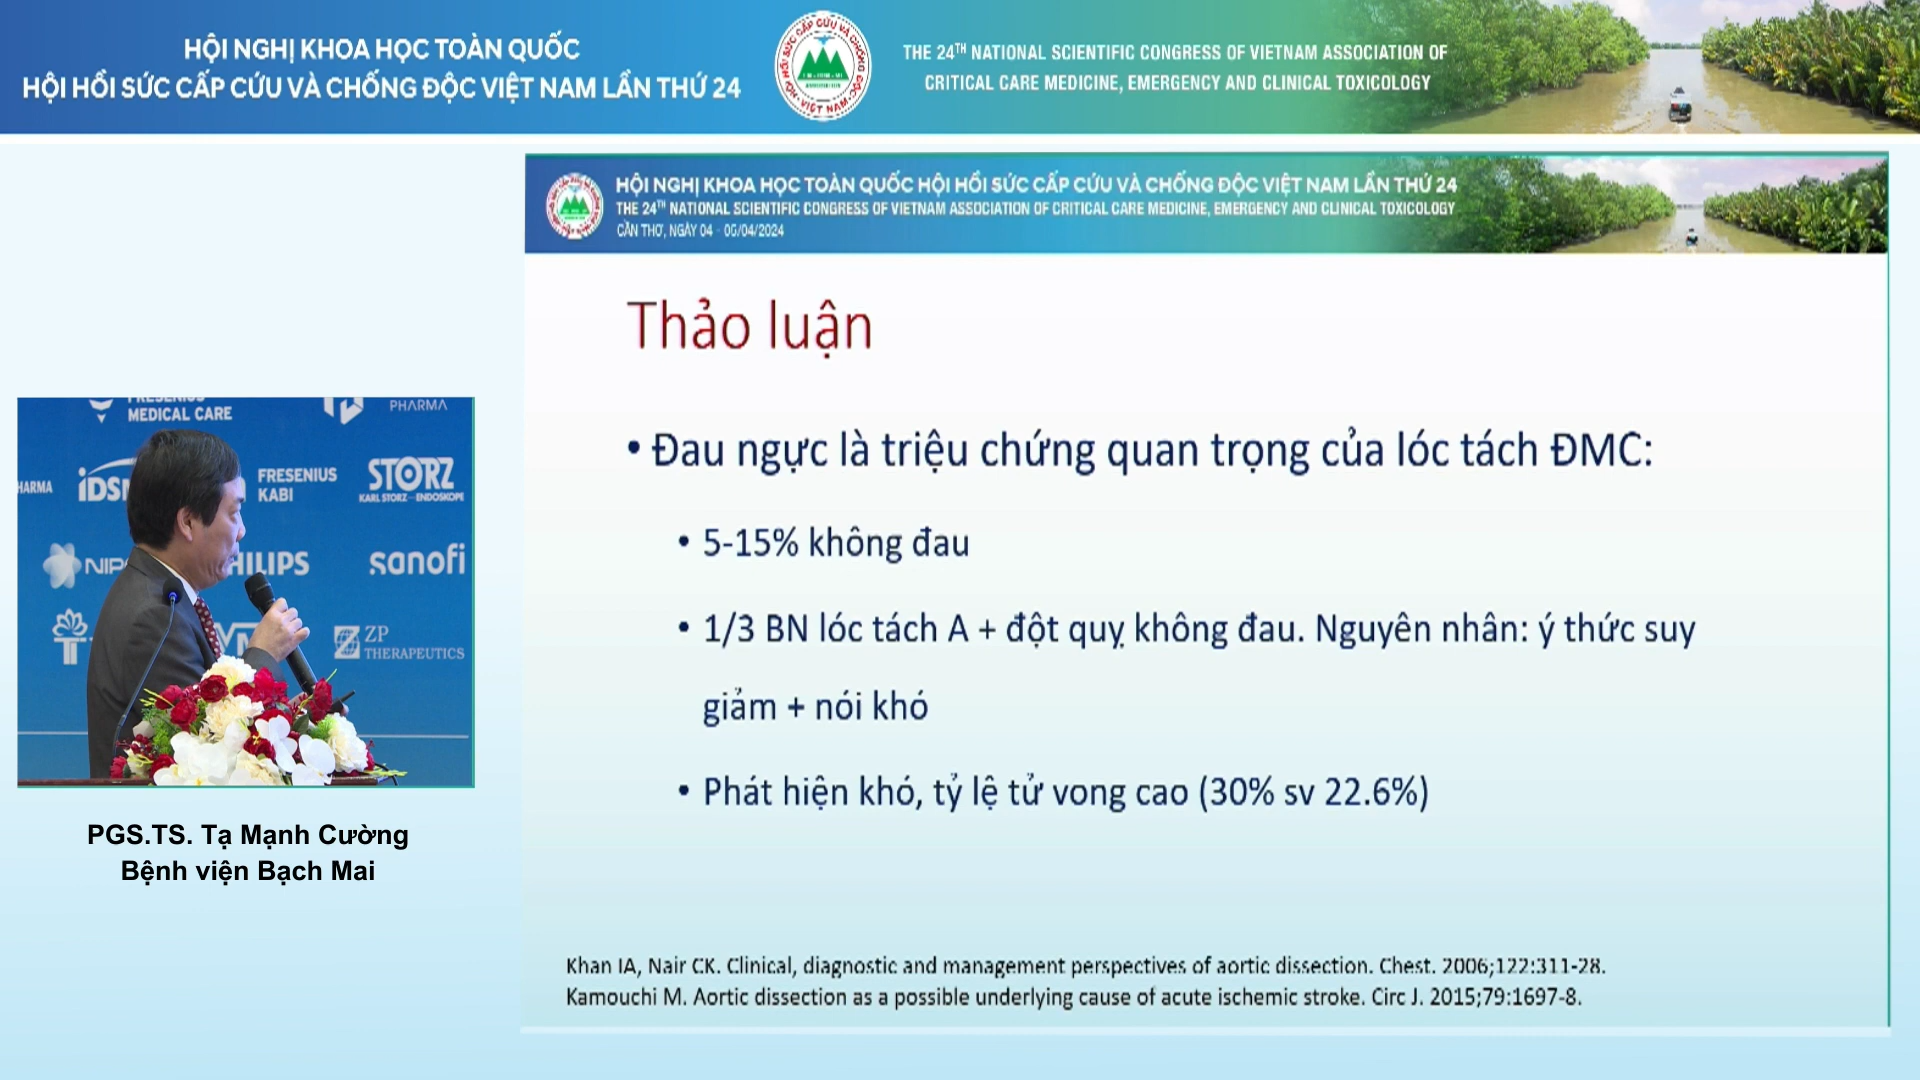 HỘI NGHỊ KHOA HỌC TOÀN QUỐC
HỘI HỒI SỨC CẤP CỨU VÀ CHỐNG ĐỘC VIỆT NAM LẦN THỨ 24
THE 24TH NATIONAL SCIENTIFIC CONGRESS OF VIETNAM ASSOCIATION OF
CRITICAL CARE MEDICINE, EMERGENCY AND CLINICAL TOXICOLOGY
HỘI NGHỊ KHOA HỌC TOÀN QUỐC HỘI HỒI SỨC CẤP CỨU VÀ CHỐNG ĐỘC VIỆT NAM LẦN THỨ 24
THE 24TH NATIONAL SCIENTIFIC CONGRESS OF VIETNAM ASSOCIATION OF CRITICAL CARE MEDICINE, EMERGENCY AND CLINICAL TOXICOLOGY
CẦN THƠ, NGÀY 04 - 06/04/2024
Thảo luận
• Đau ngực là triệu chứng quan trọng của lóc tách ĐMC:
• 5-15% không đau
• 1/3 BN lóc tách A + đột quỵ không đau. Nguyên nhân: ý thức suy
giảm + nói khó
• Phát hiện khó, tỷ lệ tử vong cao (30% sv 22.6%)
Khan IA, Nair CK. Clinical, diagnostic and management perspectives of aortic dissection. Chest. 2006;122:311-28.
Kamouchi M. Aortic dissection as a possible underlying cause of acute ischemic stroke. Circ J. 2015;79:1697-8.
MEDICAL CARE
PHARMA
FRESENIUS
KABI
STORZ
KARL STORZ—ENDOSKOPE
sanofi
ZP
THERAPEUTICS
PGS.TS. Tạ Mạnh Cường
Bệnh viện Bạch Mai